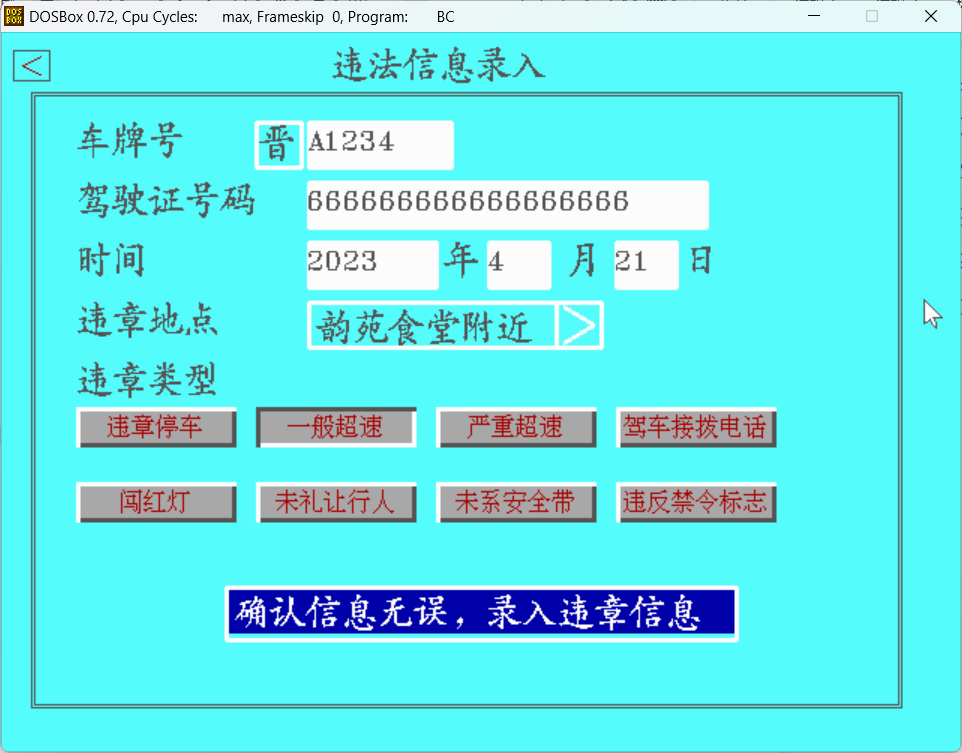 DOSBox 0.72, Cpu Cycles: max, Frameskip 0, Program: BC
< 违法信息录入
车牌号 晋 A1234
驾驶证号码 666666666666666666
时间 2023 年 4 月 21 日
违章地点 韵苑食堂附近 >
违章类型
违章停车 一般超速 严重超速 驾车接拨电话
闯红灯 未礼让行人 未系安全带 违反禁令标志
确认信息无误，录入违章信息